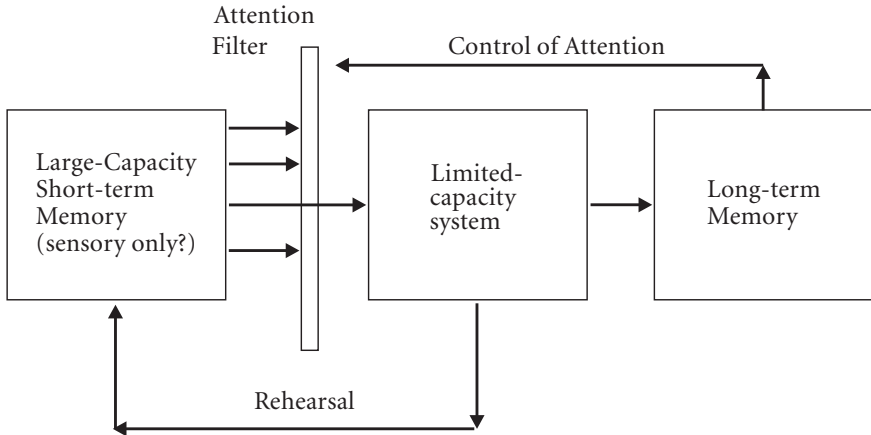 Attention
Filter
Control of Attention
Large-Capacity
Short-term
Memory
(sensory only?)
Limited-
capacity
system
Long-term
Memory
Rehearsal